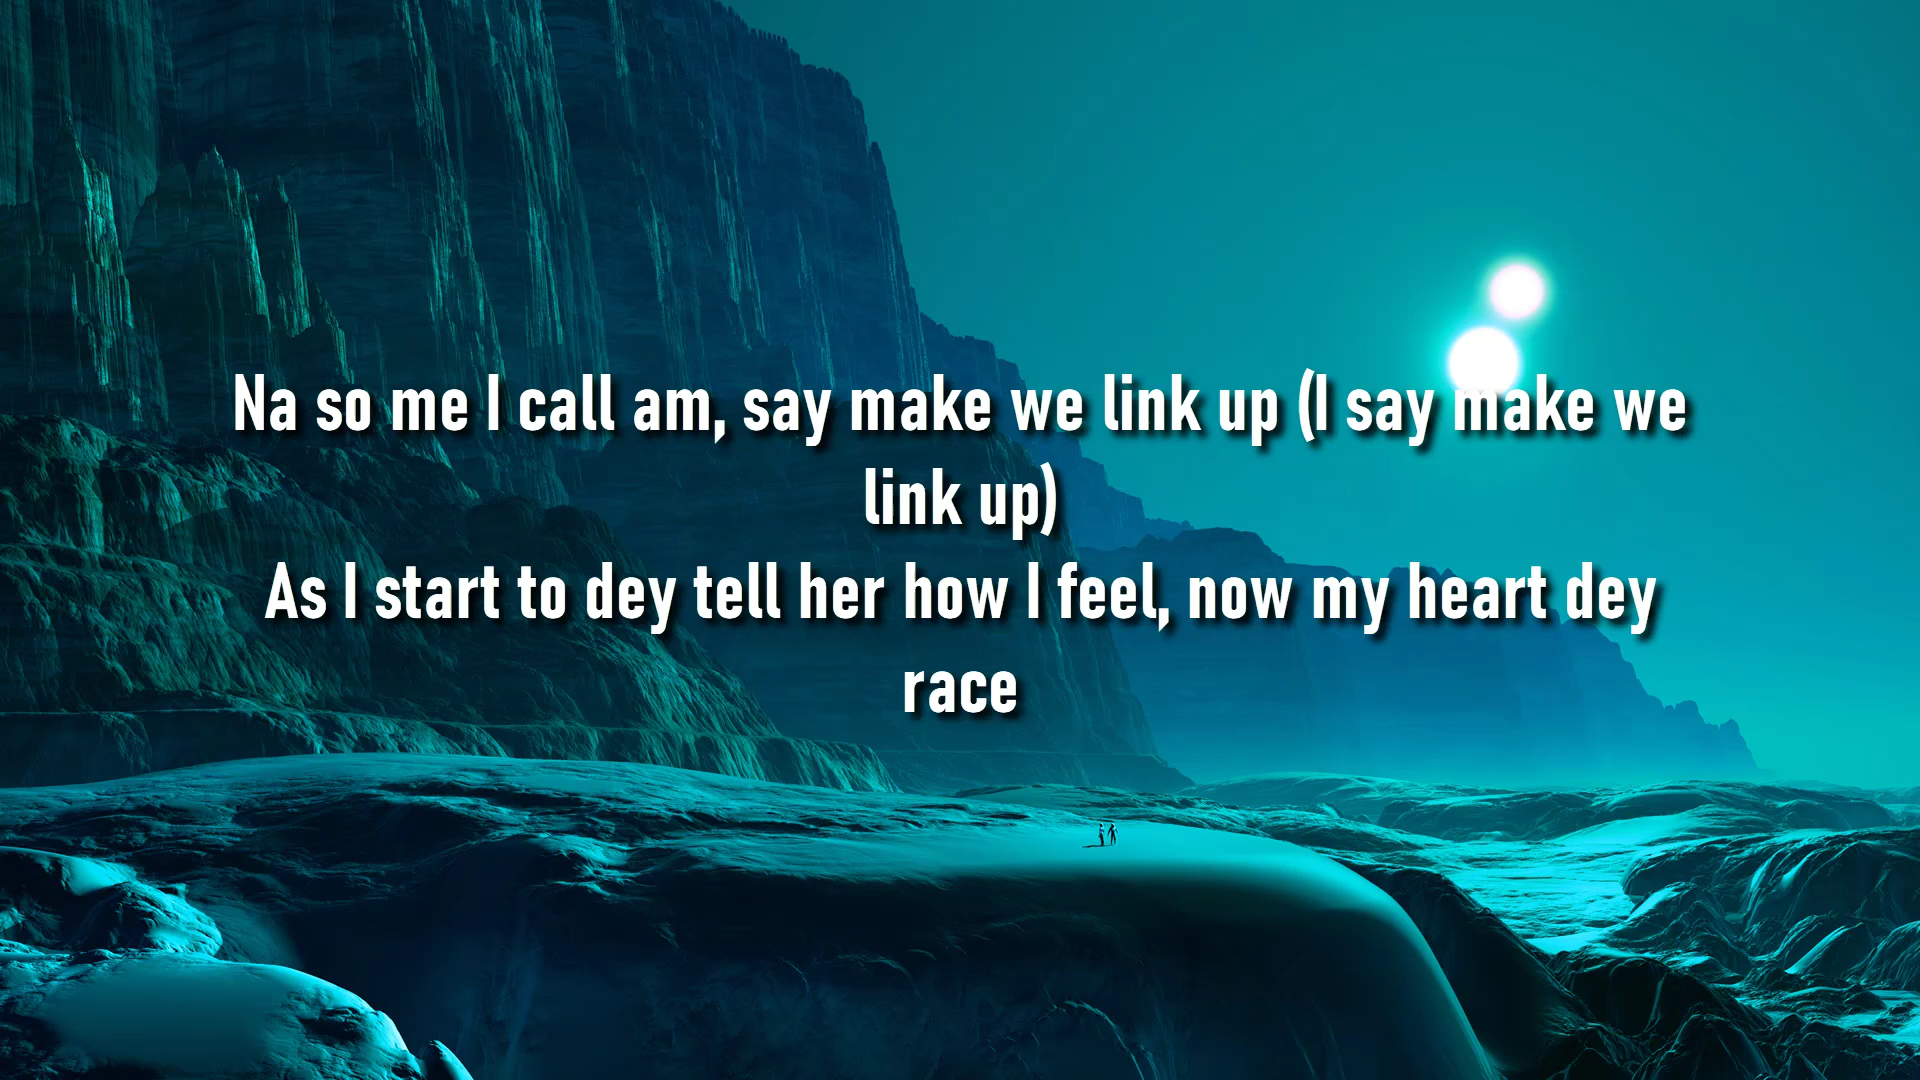 Na so me I call am, say make we link up (I say make we
link up)
As I start to dey tell her how I feel, now my heart dey
race